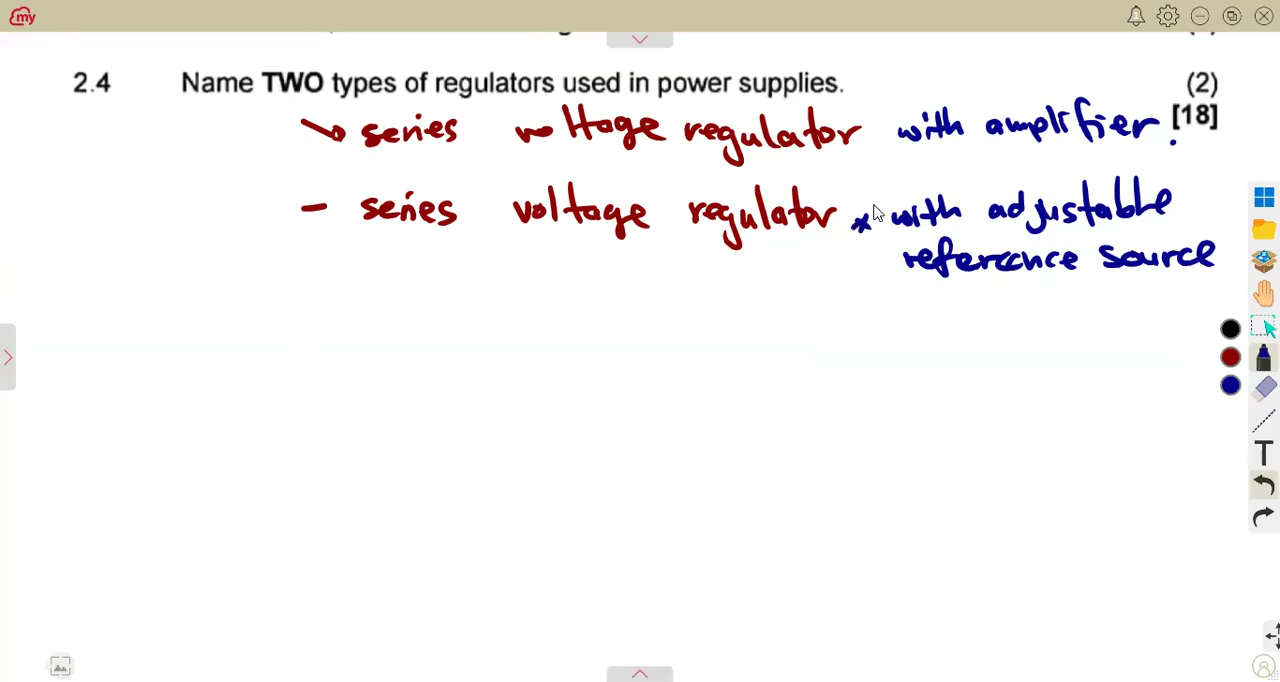 my
2.4 Name TWO types of regulators used in power supplies. (2)
[18]
series voltage regulator with amplifier.
- series voltage regulator * with adjustable
reference source
T